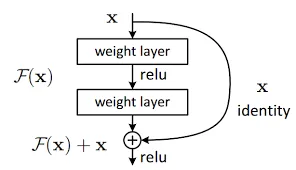 x
weight layer
F(x)
relu
x
weight layer
identity
F(x) + x
+
relu